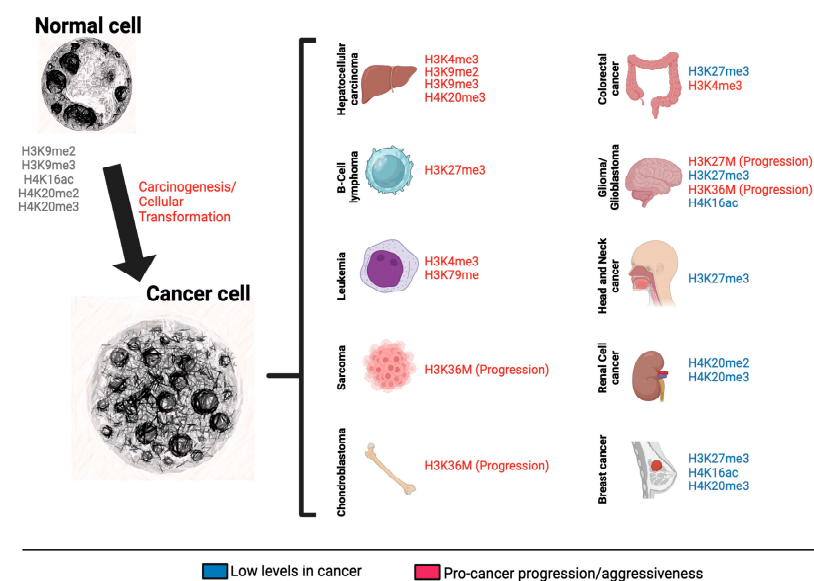 Normal cell
H3K9me2
H3K9me3
H4K16ac
H4K20me2
H4K20me3
Carcinogenesis/
Cellular
Transformation
Cancer cell
Hepatocellular
carcinoma
H3K4me3
H3K9me2
H3K9me3
H4K20me3
B-Cell
lymphoma
H3K27me3
Leukemia
H3K4me3
H3K79me
Sarcoma
H3K36M (Progression)
Chondroblastoma
H3K36M (Progression)
Colorectal
cancer
H3K27me3
H3K4me3
Glioma/
Glioblastoma
H3K27M (Progression)
H3K27me3
H3K36M (Progression)
H4K16ac
Head and Neck
cancer
H3K27me3
Renal Cell
cancer
H4K20me2
H4K20me3
Breast cancer
H3K27me3
H4K16ac
H4K20me3
Low levels in cancer
Pro-cancer progression/aggressiveness